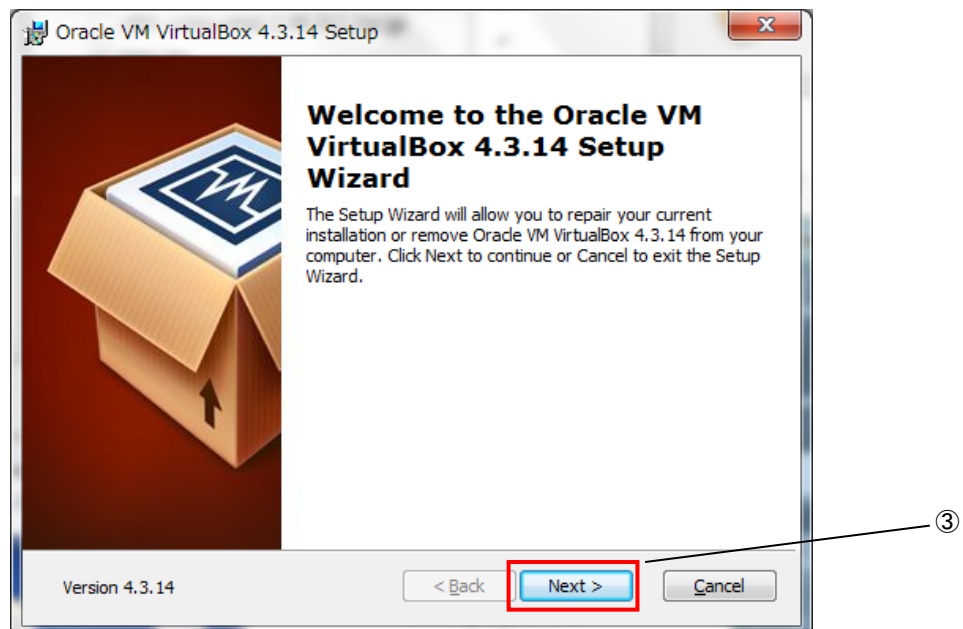 Oracle VM VirtualBox 4.3.14 Setup
Welcome to the Oracle VM
VirtualBox 4.3.14 Setup
Wizard
The Setup Wizard will allow you to repair your current
installation or remove Oracle VM VirtualBox 4.3.14 from your
computer. Click Next to continue or Cancel to exit the Setup
Wizard.
③
Version 4.3.14
< Back
Next >
Cancel